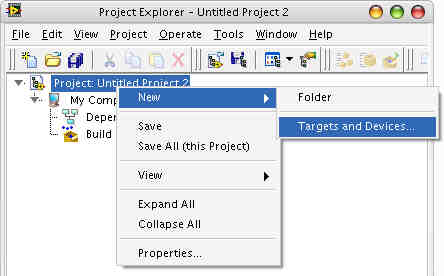 Project Explorer - Untitled Project 2
File Edit View Project Operate Tools Window Help
Project: Untitled Project 2
My Comp
Deper
Build
New
Save
Save All (this Project)
View
Expand All
Collapse All
Properties...
Folder
Targets and Devices...